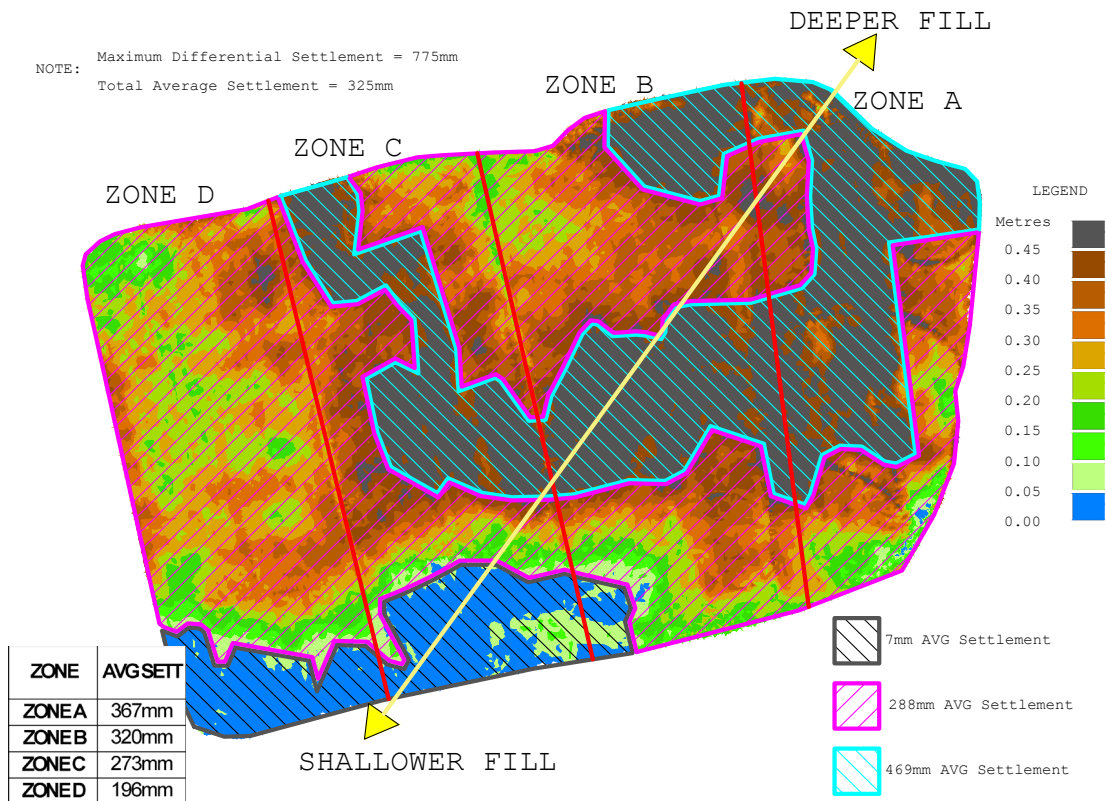 DEEPER FILL
NOTE: Maximum Differential Settlement = 775mm
Total Average Settlement = 325mm
ZONE B
ZONE A
ZONE C
ZONE D
LEGEND
Metres
0.45
0.40
0.35
0.30
0.25
0.20
0.15
0.10
0.05
0.00
7mm AVG Settlement
288mm AVG Settlement
469mm AVG Settlement
ZONE AVG SETT
ZONE A 367mm
ZONE B 320mm
ZONE C 273mm
ZONE D 196mm
SHALLOWER FILL